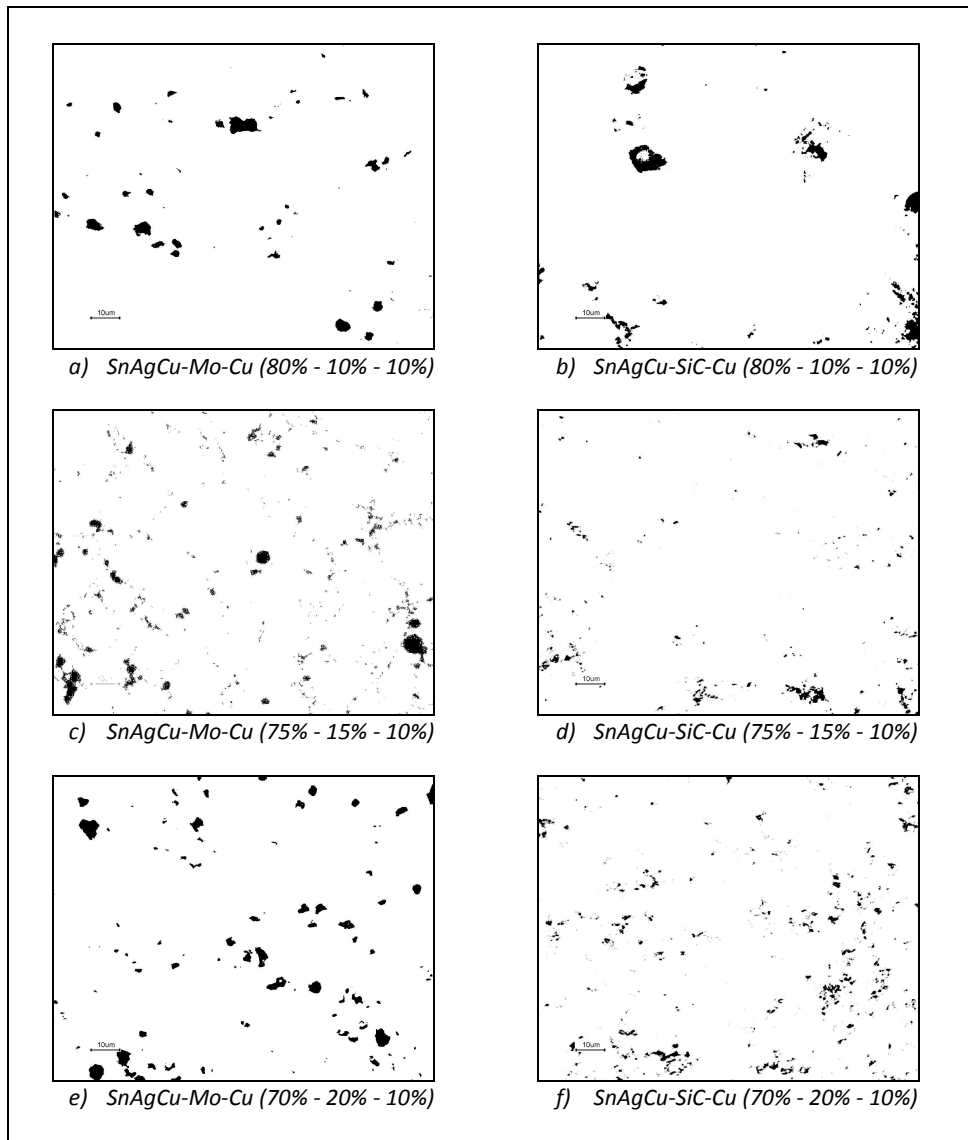 10um
10um
a) SnAgCu-Mo-Cu (80% - 10% - 10%)
b) SnAgCu-SiC-Cu (80% - 10% - 10%)
10um
c) SnAgCu-Mo-Cu (75% - 15% - 10%)
d) SnAgCu-SiC-Cu (75% - 15% - 10%)
10um
10um
e) SnAgCu-Mo-Cu (70% - 20% - 10%)
f) SnAgCu-SiC-Cu (70% - 20% - 10%)